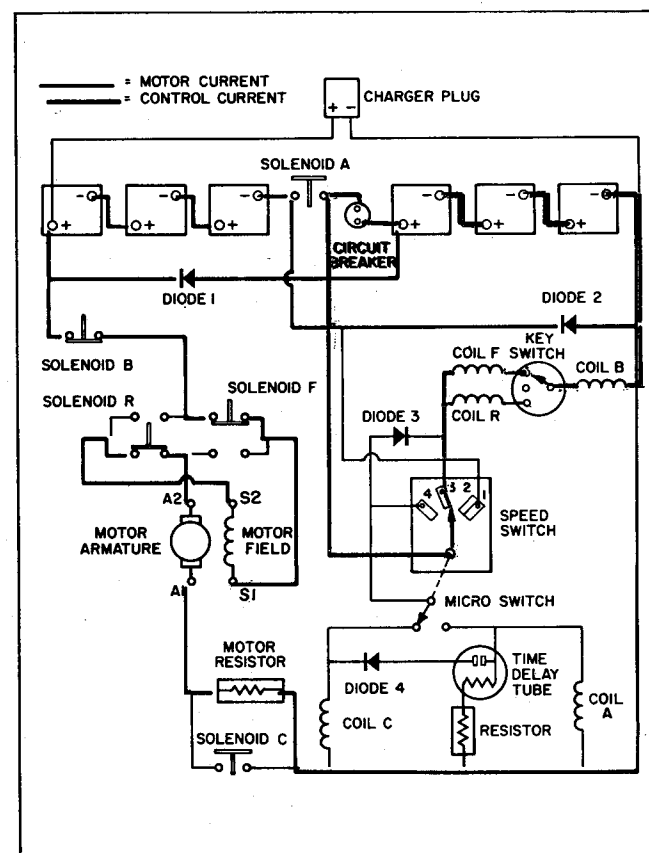 = MOTOR CURRENT
= CONTROL CURRENT
+ -
CHARGER PLUG
SOLENOID A
- + - + - +
- + - + - +
CIRCUIT
BREAKER
DIODE 1
DIODE 2
SOLENOID B
KEY
SWITCH
COIL F
COIL B
SOLENOID R
SOLENOID F
DIODE 3
COIL R
A2
S2
4 3 2 1
SPEED
SWITCH
MOTOR
ARMATURE
MOTOR
FIELD
A1
S1
MICRO SWITCH
MOTOR
RESISTOR
TIME
DELAY
TUBE
DIODE 4
COIL C
RESISTOR
COIL
A
SOLENOID C